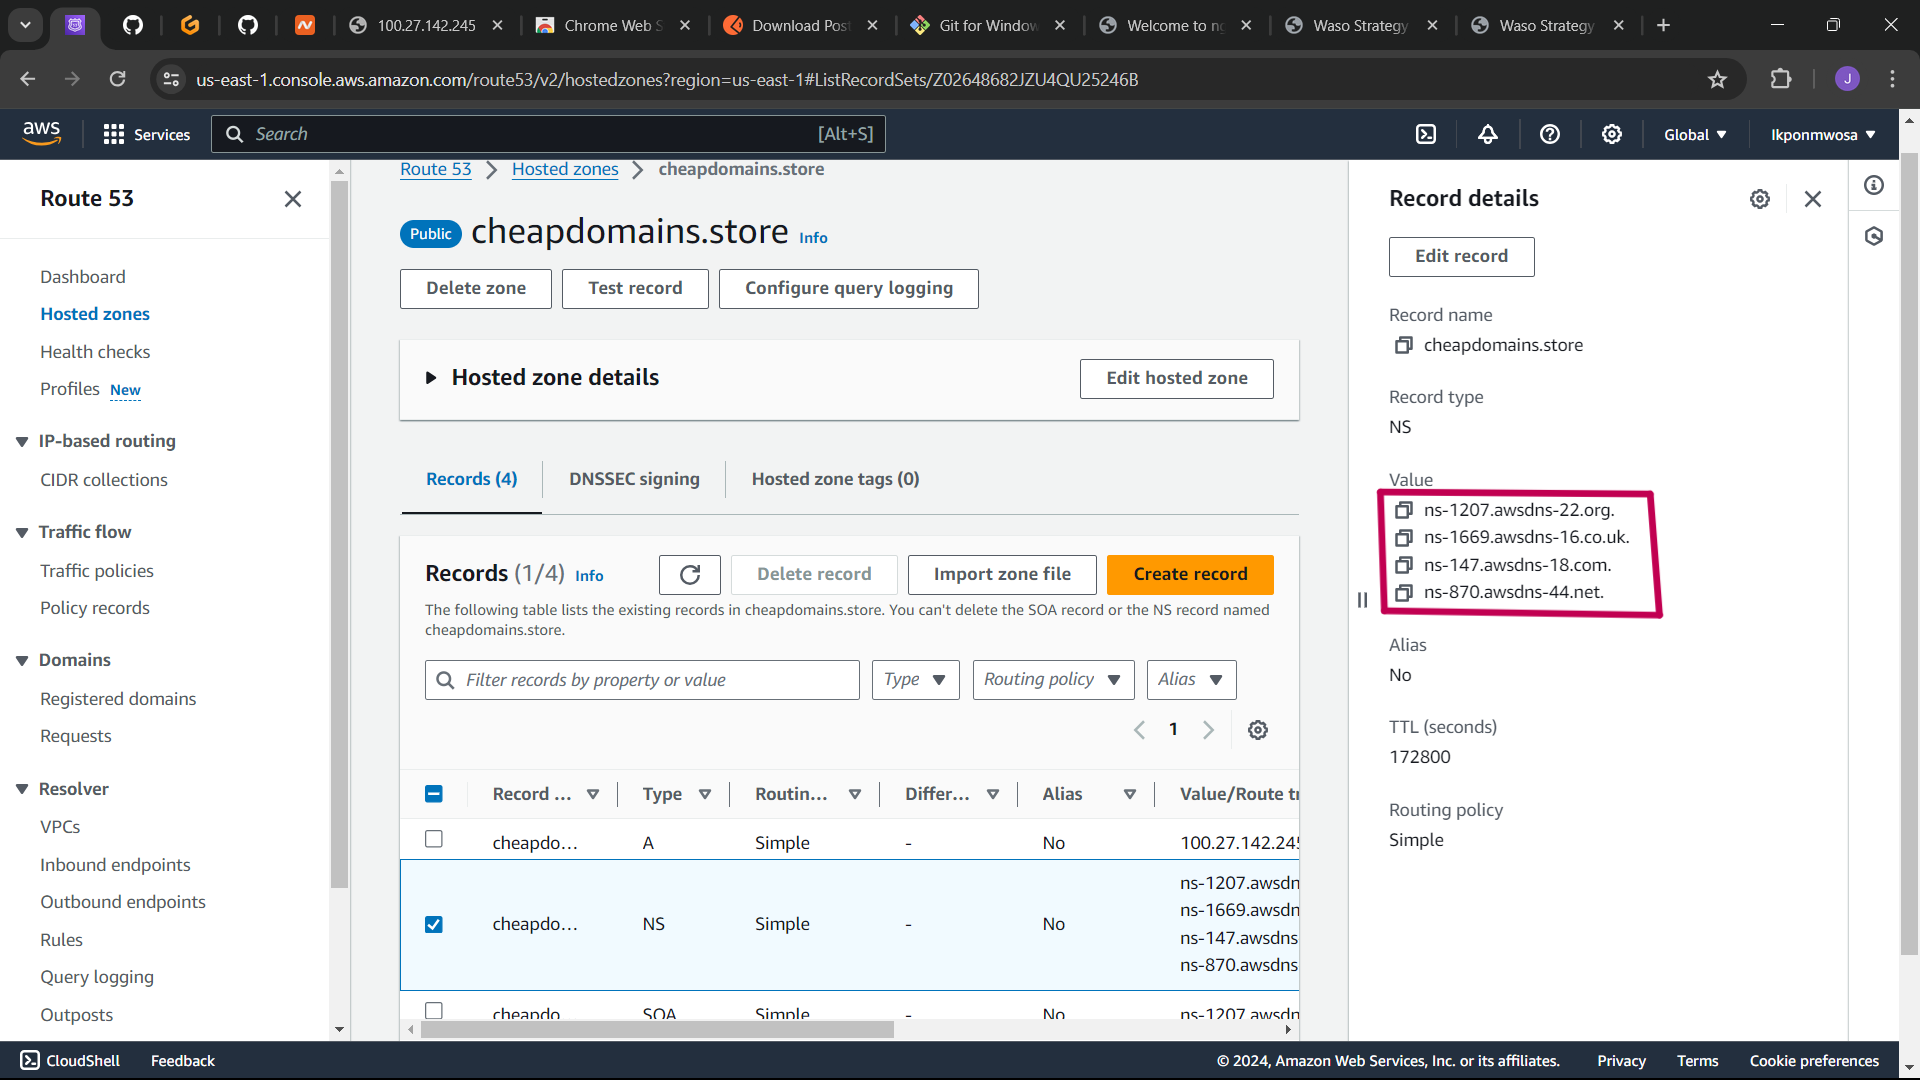 100.27.142.245
Chrome Web S
Download Pos
Git for Window
Welcome to ng
Waso Strategy
Waso Strategy
us-east-1.console.aws.amazon.com/route53/v2/hostedzones?region=us-east-1#ListRecordSets/Z02648682JZU4QU25246B
J
aws
Services
Search
[Alt+S]
Global
Ikponmwosa
Route 53
Dashboard
Hosted zones
Health checks
Profiles New
IP-based routing
CIDR collections
Traffic flow
Traffic policies
Policy records
Domains
Registered domains
Requests
Resolver
VPCs
Inbound endpoints
Outbound endpoints
Rules
Query logging
Outposts
Route 53 Hosted zones cheapdomains.store
Public cheapdomains.store Info
Delete zone
Test record
Configure query logging
Hosted zone details
Edit hosted zone
Records (4)
DNSSEC signing
Hosted zone tags (0)
Records (1/4) Info
Delete record
Import zone file
Create record
The following table lists the existing records in cheapdomains.store. You can't delete the SOA record or the NS record named
cheapdomains.store.
Filter records by property or value
Type
Routing policy
Alias
1
Record ... Type Routin... Differ... Alias Value/Route tr
cheapdo... A Simple - No 100.27.142.245
cheapdo... NS Simple - No
ns-1207.awsdn
ns-1669.awsdn
ns-147.awsdns
ns-870.awsdns
cheapdo SOA Simple - No ns-1207.awsdn
Record details
Edit record
Record name
cheapdomains.store
Record type
NS
Value
ns-1207.awsdns-22.org.
ns-1669.awsdns-16.co.uk.
ns-147.awsdns-18.com.
ns-870.awsdns-44.net.
Alias
No
TTL (seconds)
172800
Routing policy
Simple
CloudShell
Feedback
© 2024, Amazon Web Services, Inc. or its affiliates.
Privacy
Terms
Cookie preferences